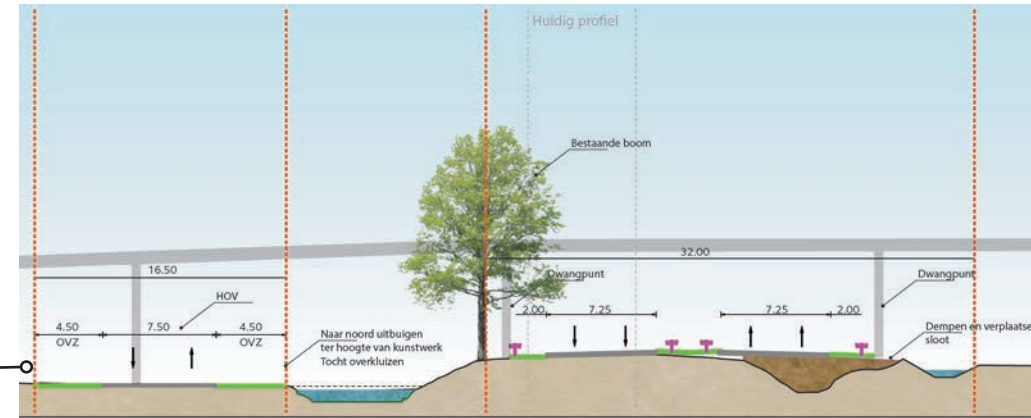 Huidig profiel
Bestaande boom
32.00
16.50
HOV
Dwangpunt
Dwangpunt
4.50
7.50
4.50
OVZ
OVZ
2.00
7.25
7.25
2.00
Naar noord uitbuigen
ter hoogte van kunstwerk
Tocht overkluizen
Dempen en verplaatse
sloot